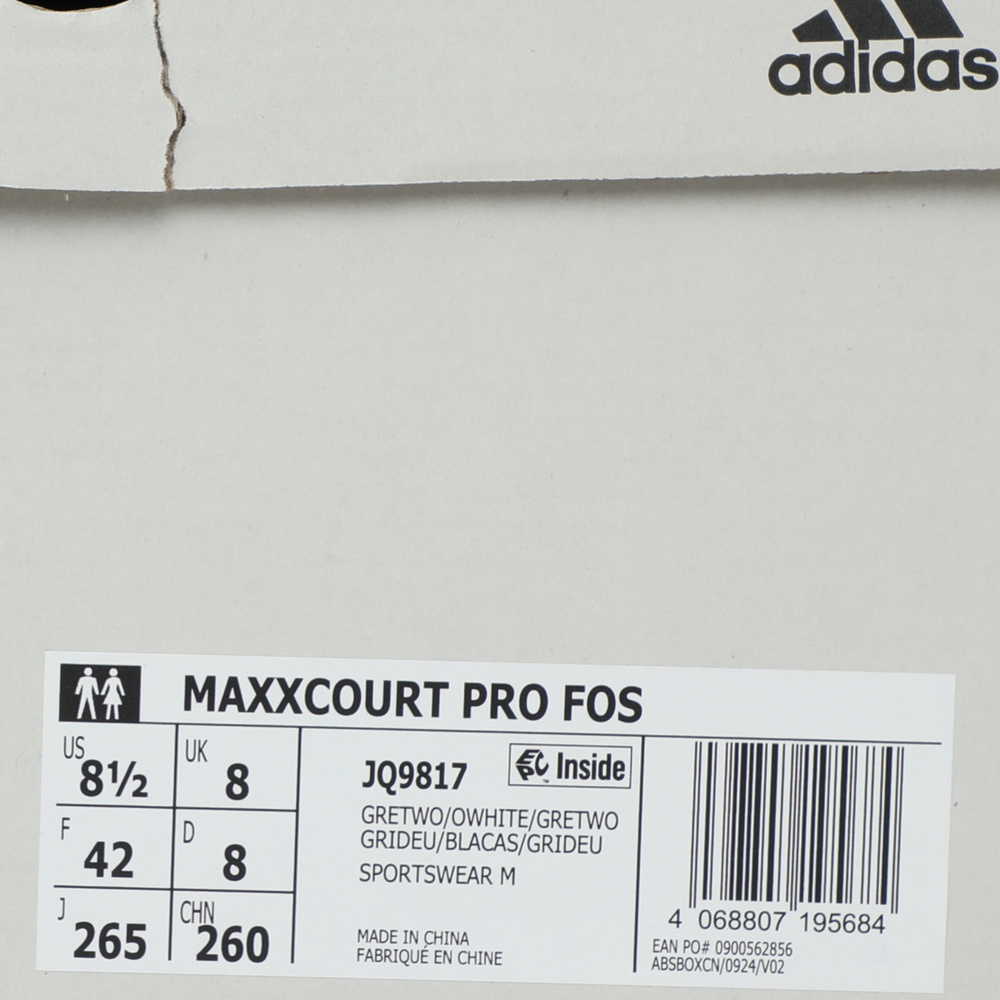 adidas
MAXXCOURT PRO FOS
US 8½
UK 8
F 42
D 8
J 265
CHN 260
JQ9817
Inside
GRETWO/OWHITE/GRETWO
GRIDEU/BLACAS/GRIDEU
SPORTSWEAR M
MADE IN CHINA
FABRIQUÉ EN CHINE
4 068807 195684
EAN PO# 0900562856
ABSBOXCN/0924/V02